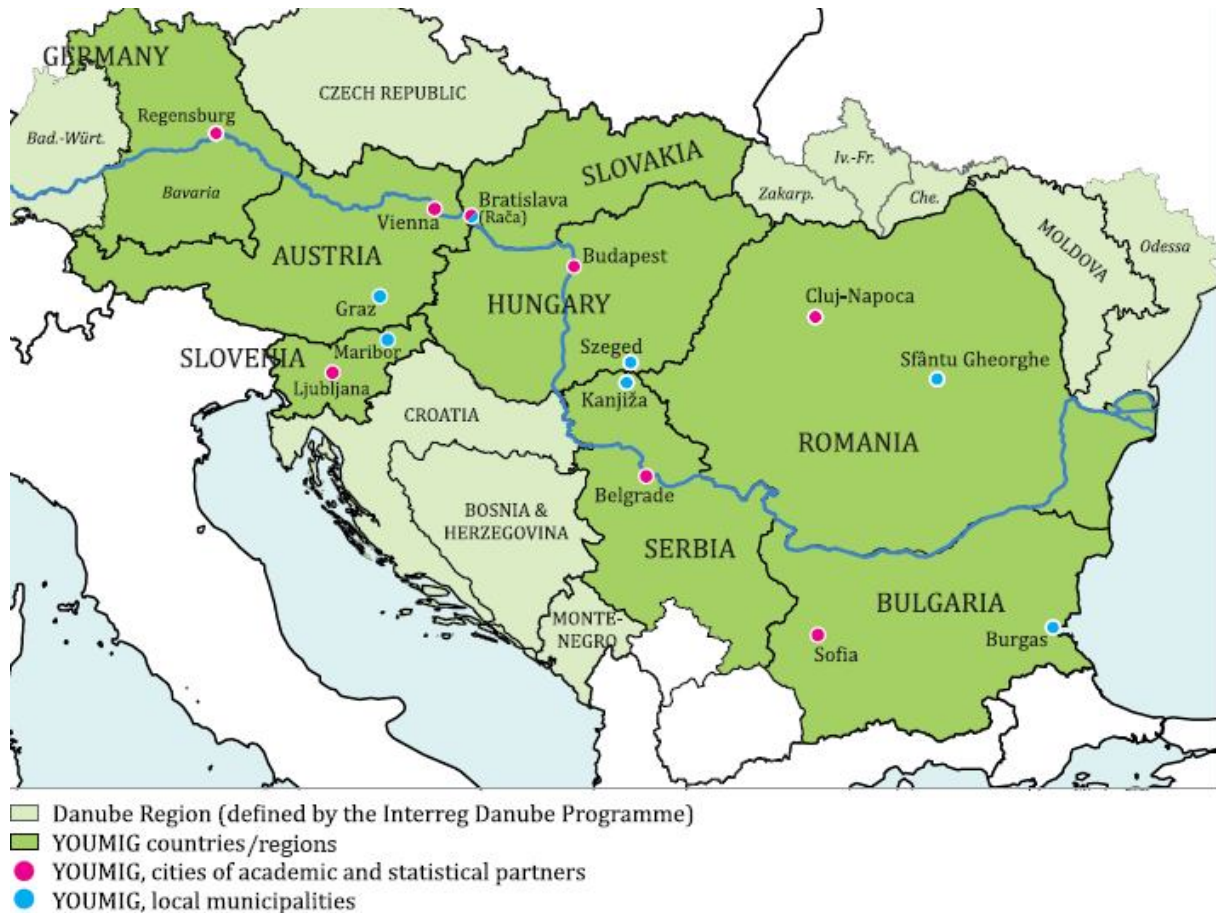 GERMANY
CZECH REPUBLIC
Regensburg
Bad.-Würt.
Bavaria
SLOVAKIA
Iv.-Fr.
Zakarp.
Che.
Vienna
Bratislava
(Rača)
MOLDOVA
Odessa
AUSTRIA
Budapest
Graz
HUNGARY
Cluj-Napoca
SLOVENIA
Maribor
Ljubljana
Szeged
Kanjiža
Sfântu Gheorghe
CROATIA
ROMANIA
Belgrade
BOSNIA &
HERZEGOVINA
SERBIA
BULGARIA
MONTE-
NEGRO
Sofia
Burgas
Danube Region (defined by the Interreg Danube Programme)
YOUMIG countries/regions
YOUMIG, cities of academic and statistical partners
YOUMIG, local municipalities